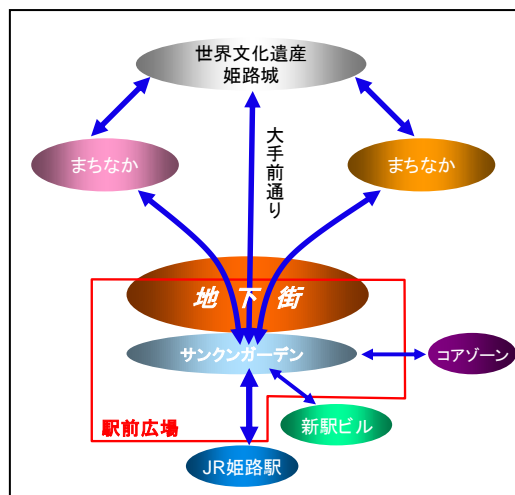 世界文化遺産
姫路城
まちなか
まちなか
大手前通り
地下街
サンクンガーデン
コアゾーン
駅前広場
新駅ビル
JR姫路駅